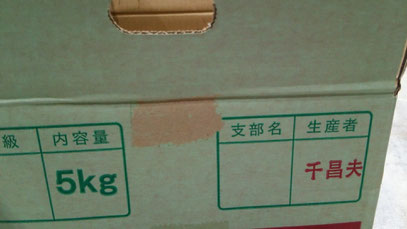 級 内容量 支部名 生産者
5kg 千昌夫